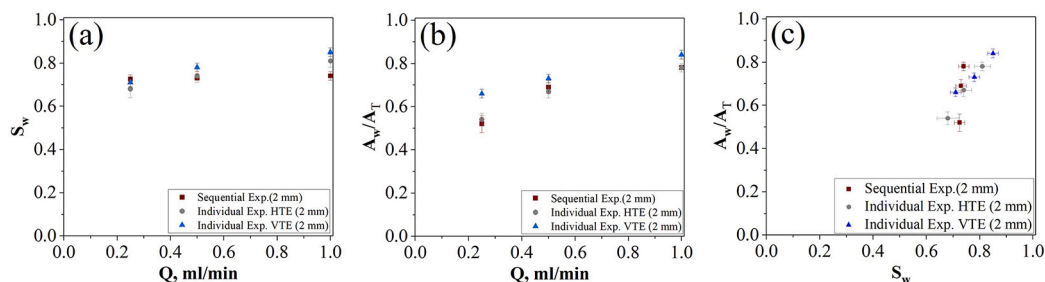 (a)
S_w
1.0
0.8
0.6
0.4
0.2
0.0
Sequential Exp.(2 mm)
Individual Exp. HTE (2 mm)
Individual Exp. VTE (2 mm)
0.0 0.2 0.4 0.6 0.8 1.0
Q, ml/min
(b)
A_w/A_T
1.0
0.8
0.6
0.4
0.2
0.0
Sequential Exp.(2 mm)
Individual Exp. HTE (2 mm)
Individual Exp. VTE (2 mm)
0.0 0.2 0.4 0.6 0.8 1.0
Q, ml/min
(c)
A_w/A_T
1.0
0.8
0.6
0.4
0.2
0.0
Sequential Exp.(2 mm)
Individual Exp. HTE (2 mm)
Individual Exp. VTE (2 mm)
0.0 0.2 0.4 0.6 0.8 1.0
S_w